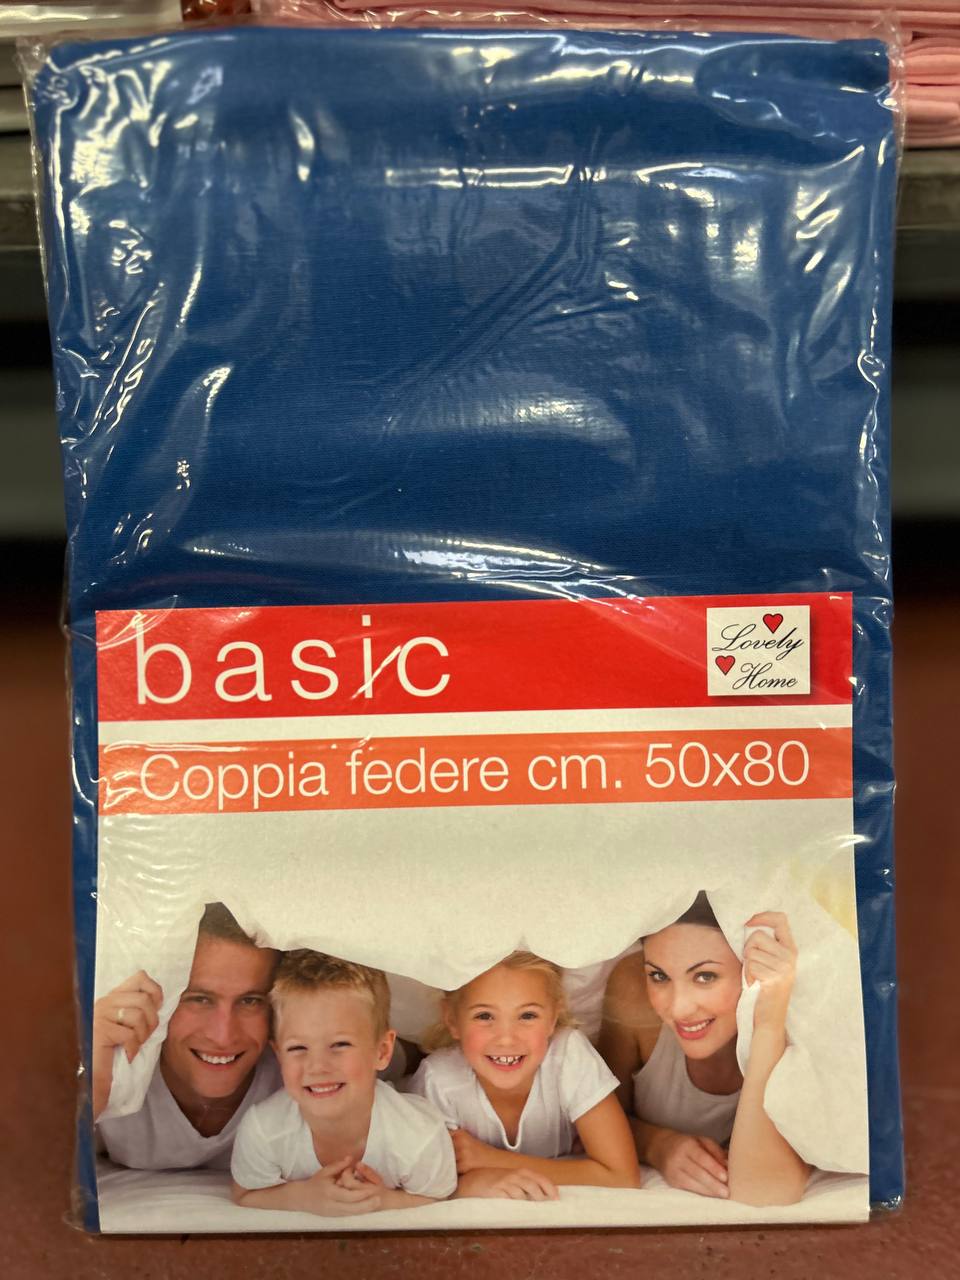 basic
Lovely
Home
Coppia federe cm. 50x80